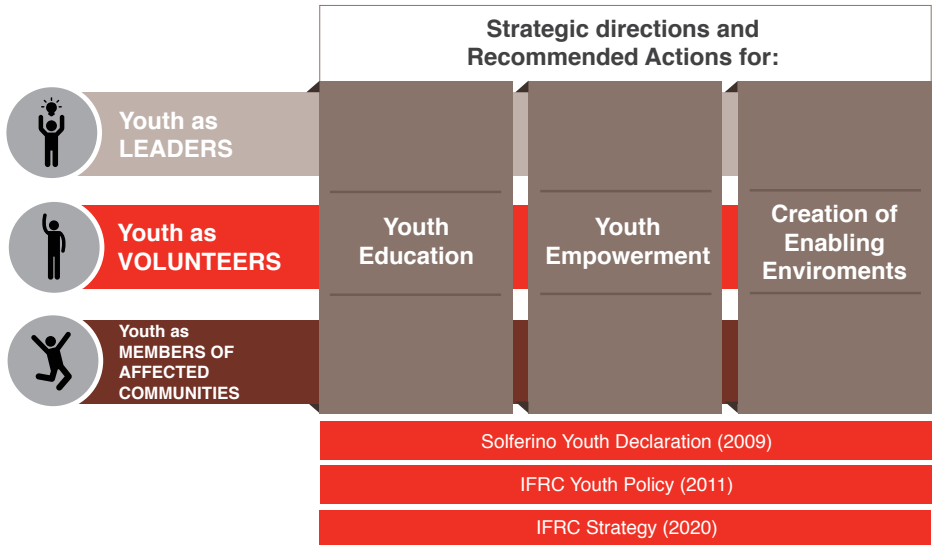 Strategic directions and
Recommended Actions for:
Youth as
LEADERS
Youth as
VOLUNTEERS
Youth as
MEMBERS OF
AFFECTED
COMMUNITIES
Youth
Education
Youth
Empowerment
Creation of
Enabling
Enviroments
Solferino Youth Declaration (2009)
IFRC Youth Policy (2011)
IFRC Strategy (2020)